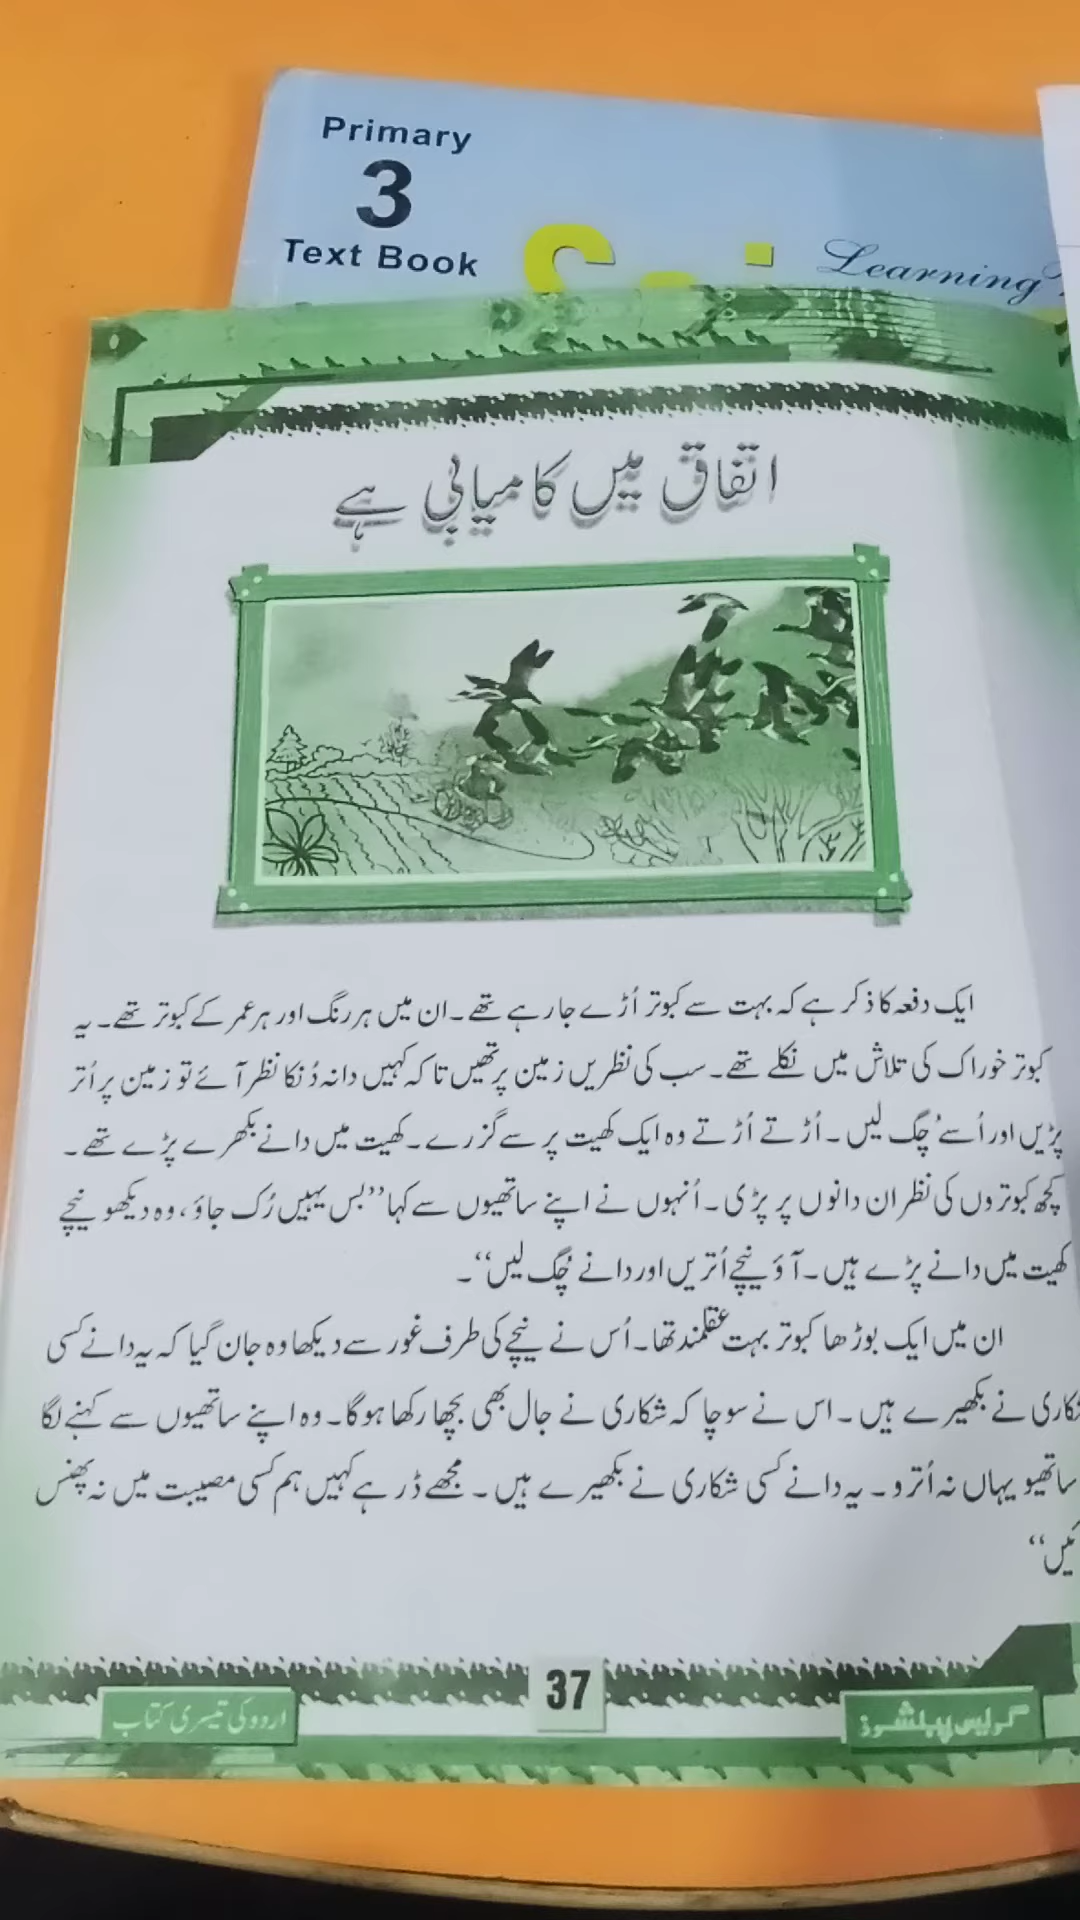 Primary
3
Text Book
Learning
اتفاق میں کامیابی ہے
ایک دفعہ کا ذکر ہے کہ بہت سے کبوتر اُڑے جا رہے تھے۔ ان میں ہر رنگ اور ہر عمر کے کبوتر تھے۔ یہ
کبوتر خوراک کی تلاش میں نکلے تھے۔ سب کی نظریں زمین پر تھیں تا کہ کہیں دانہ دُنکا نظر آئے تو زمین پر اُتر
پڑیں اور اُسے چُگ لیں۔ اُڑتے اُڑتے وہ ایک کھیت پر سے گزرے۔ کھیت میں دانے بکھرے پڑے تھے۔
کچھ کبوتروں کی نظر ان دانوں پر پڑی۔ اُنہوں نے اپنے ساتھیوں سے کہا ”بس یہیں رُک جاؤ، وہ دیکھو نیچے
کھیت میں دانے پڑے ہیں۔ آؤ نیچے اُتریں اور دانے چُگ لیں“۔
ان میں ایک بوڑھا کبوتر بہت عقلمند تھا۔ اُس نے نیچے کی طرف غور سے دیکھا وہ جان گیا کہ یہ دانے کسی
کاری نے بکھیرے ہیں۔ اس نے سوچا کہ شکاری نے جال بھی بچھا رکھا ہوگا۔ وہ اپنے ساتھیوں سے کہنے لگا
ساتھیو یہاں نہ اُترو۔ یہ دانے کسی شکاری نے بکھیرے ہیں۔ مجھے ڈر ہے کہیں ہم کسی مصیبت میں نہ پھنس
ئیں“
37
اردو کی تیسری کتاب
پبلشرز